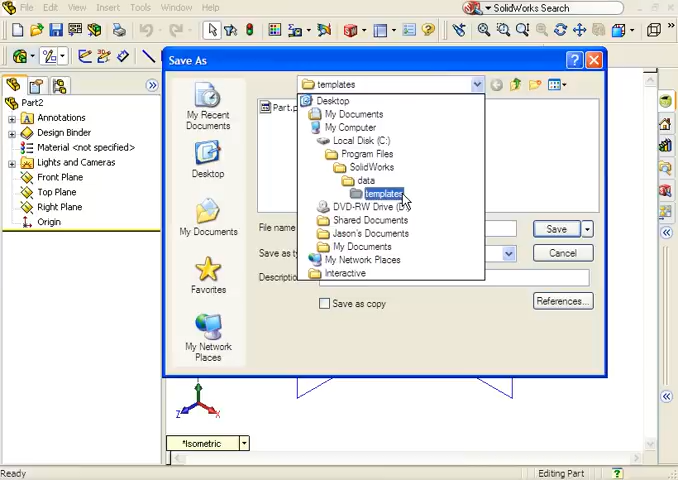 File Edit View Insert Tools Window Help
SolidWorks Search
Save As
templates
Part2
Annotations
Design Binder
Material <not specified>
Lights and Cameras
Front Plane
Top Plane
Right Plane
Origin
My Recent
Documents
Desktop
My Documents
Favorites
My Network
Places
Desktop
My Documents
My Computer
Local Disk (C:)
Program Files
SolidWorks
data
templates
DVD-RW Drive (D:)
Shared Documents
Jason's Documents
My Documents
My Network Places
Interactive
File name
Save as
Description
Save as copy
Save
Cancel
References...
Z
X
*Isometric
Ready
Editing Part